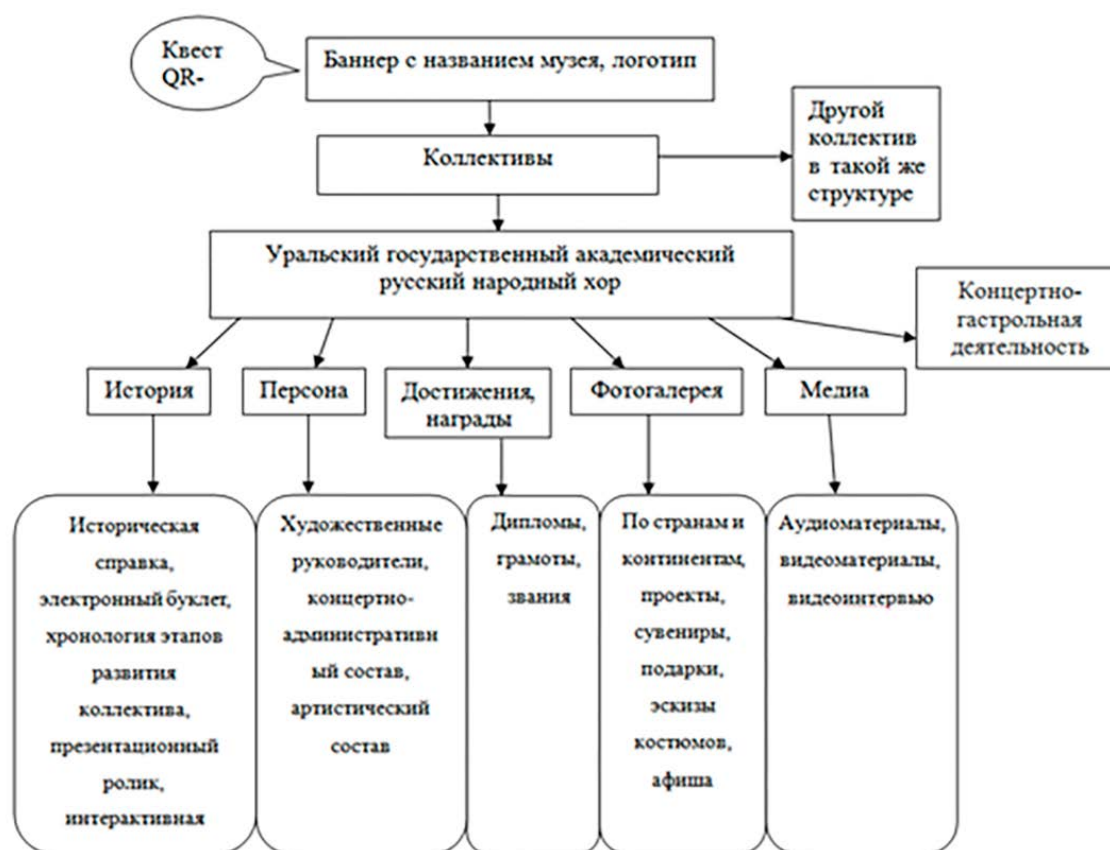 Квест
QR-
Баннер с названием музея, логотип
Коллективы
Другой
коллектив
в такой же
структуре
Уральский государственный академический
русский народный хор
Концертно-
гастрольная
деятельность
История
Персона
Достижения,
награды
Фотогалерея
Медиа
Историческая
справка,
электронный буклет,
хронология этапов
развития
коллектива,
презентационный
ролик,
интерактивная
Художественные
руководители,
концертно-
административн
ый состав,
артистический
состав
Дипломы,
грамоты,
звания
По странам и
континентам,
проекты,
сувениры,
подарки,
эскизы
костюмов,
афиша
Аудиоматериалы,
видеоматериалы,
видеоинтервью